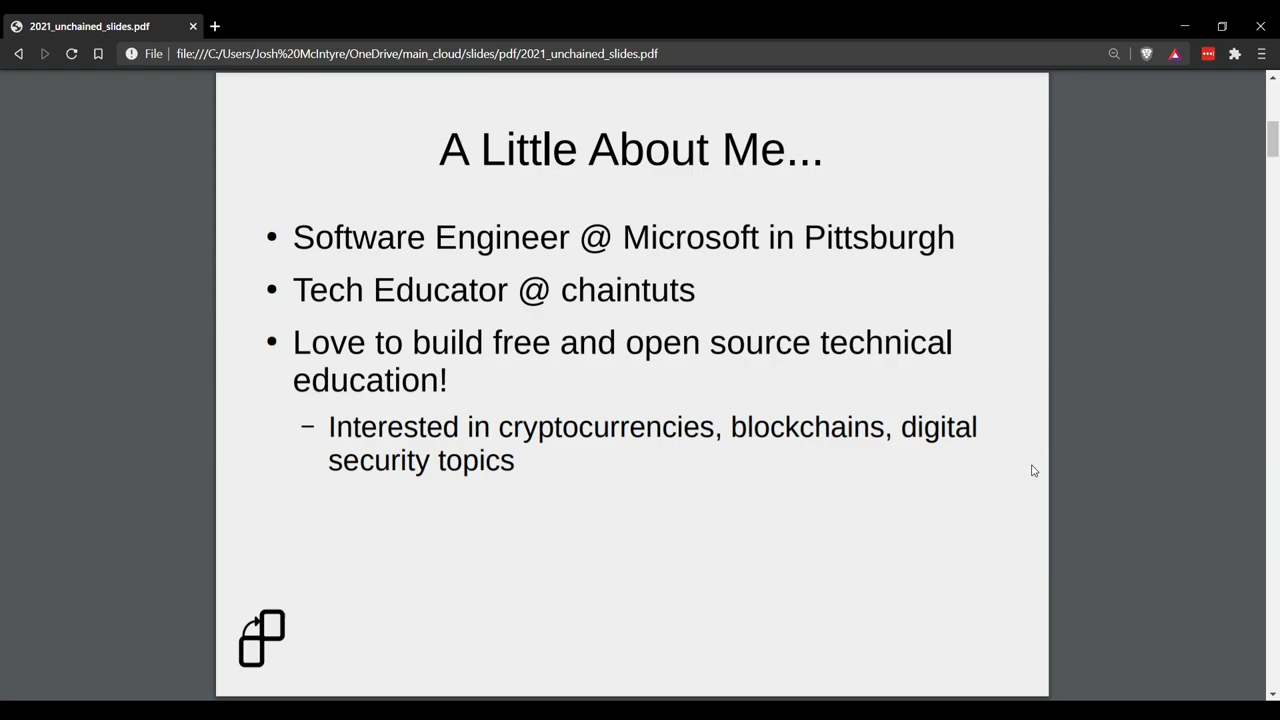 2021_unchained_slides.pdf
File
file:///C:/Users/Josh%20McIntyre/OneDrive/main_cloud/slides/pdf/2021_unchained_slides.pdf
A Little About Me...
• Software Engineer @ Microsoft in Pittsburgh
• Tech Educator @ chaintuts
• Love to build free and open source technical
education!
– Interested in cryptocurrencies, blockchains, digital
security topics